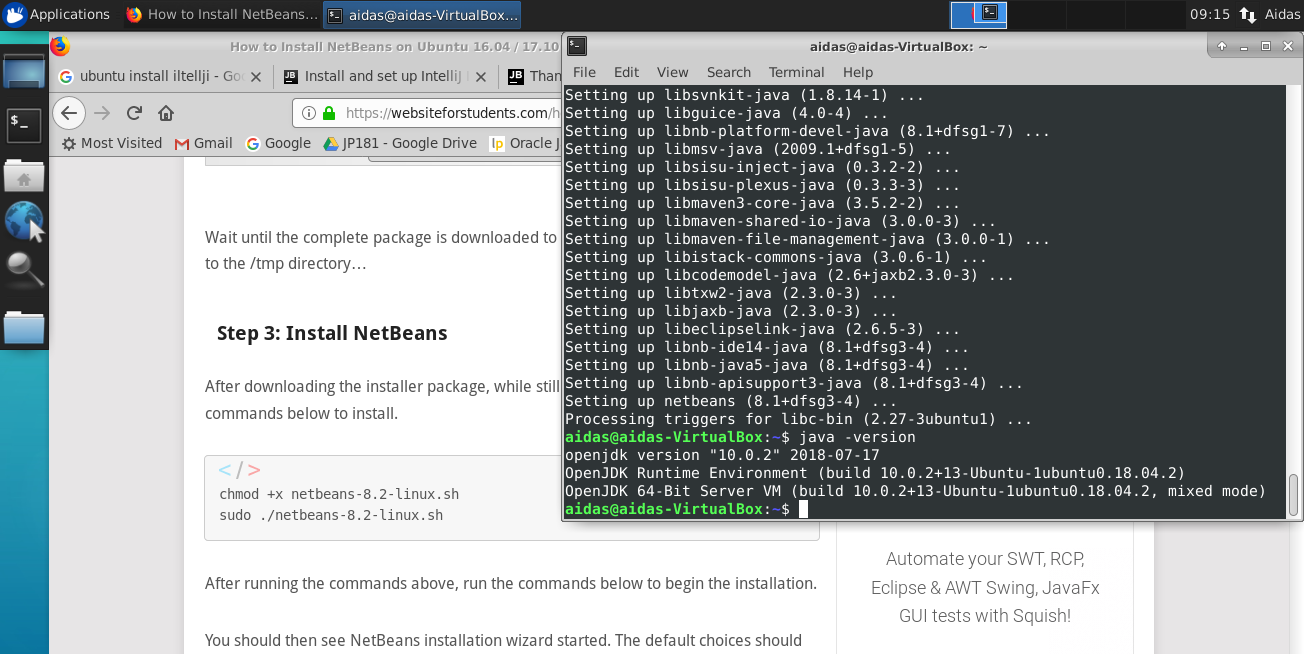 Applications
How to Install NetBeans...
aidas@aidas-VirtualBox...
09:15
Aidas
How to Install NetBeans on Ubuntu 16.04 / 17.10
ubuntu install iltellji - Goo
Install and set up IntelliJ
Than
https://websiteforstudents.com/h
Most Visited
Gmail
Google
JP181 - Google Drive
Oracle J
Wait until the complete package is downloaded to
to the /tmp directory…
Step 3: Install NetBeans
After downloading the installer package, while still
commands below to install.
</>
chmod +x netbeans-8.2-linux.sh
sudo ./netbeans-8.2-linux.sh
After running the commands above, run the commands below to begin the installation.
You should then see NetBeans installation wizard started. The default choices should
aidas@aidas-VirtualBox: ~
File Edit View Search Terminal Help
Setting up libsvnkit-java (1.8.14-1) ...
Setting up libguice-java (4.0-4) ...
Setting up libnb-platform-devel-java (8.1+dfsg1-7) ...
Setting up libmsv-java (2009.1+dfsg1-5) ...
Setting up libsisu-inject-java (0.3.2-2) ...
Setting up libsisu-plexus-java (0.3.3-3) ...
Setting up libmaven3-core-java (3.5.2-2) ...
Setting up libmaven-shared-io-java (3.0.0-3) ...
Setting up libmaven-file-management-java (3.0.0-1) ...
Setting up libistack-commons-java (3.0.6-1) ...
Setting up libcodemodel-java (2.6+jaxb2.3.0-3) ...
Setting up libtxw2-java (2.3.0-3) ...
Setting up libjaxb-java (2.3.0-3) ...
Setting up libeclipselink-java (2.6.5-3) ...
Setting up libnb-ide14-java (8.1+dfsg3-4) ...
Setting up libnb-java5-java (8.1+dfsg3-4) ...
Setting up libnb-apisupport3-java (8.1+dfsg3-4) ...
Setting up netbeans (8.1+dfsg3-4) ...
Processing triggers for libc-bin (2.27-3ubuntu1) ...
aidas@aidas-VirtualBox:~$ java -version
openjdk version "10.0.2" 2018-07-17
OpenJDK Runtime Environment (build 10.0.2+13-Ubuntu-1ubuntu0.18.04.2)
OpenJDK 64-Bit Server VM (build 10.0.2+13-Ubuntu-1ubuntu0.18.04.2, mixed mode)
aidas@aidas-VirtualBox:~$
Automate your SWT, RCP,
Eclipse & AWT Swing, JavaFx
GUI tests with Squish!